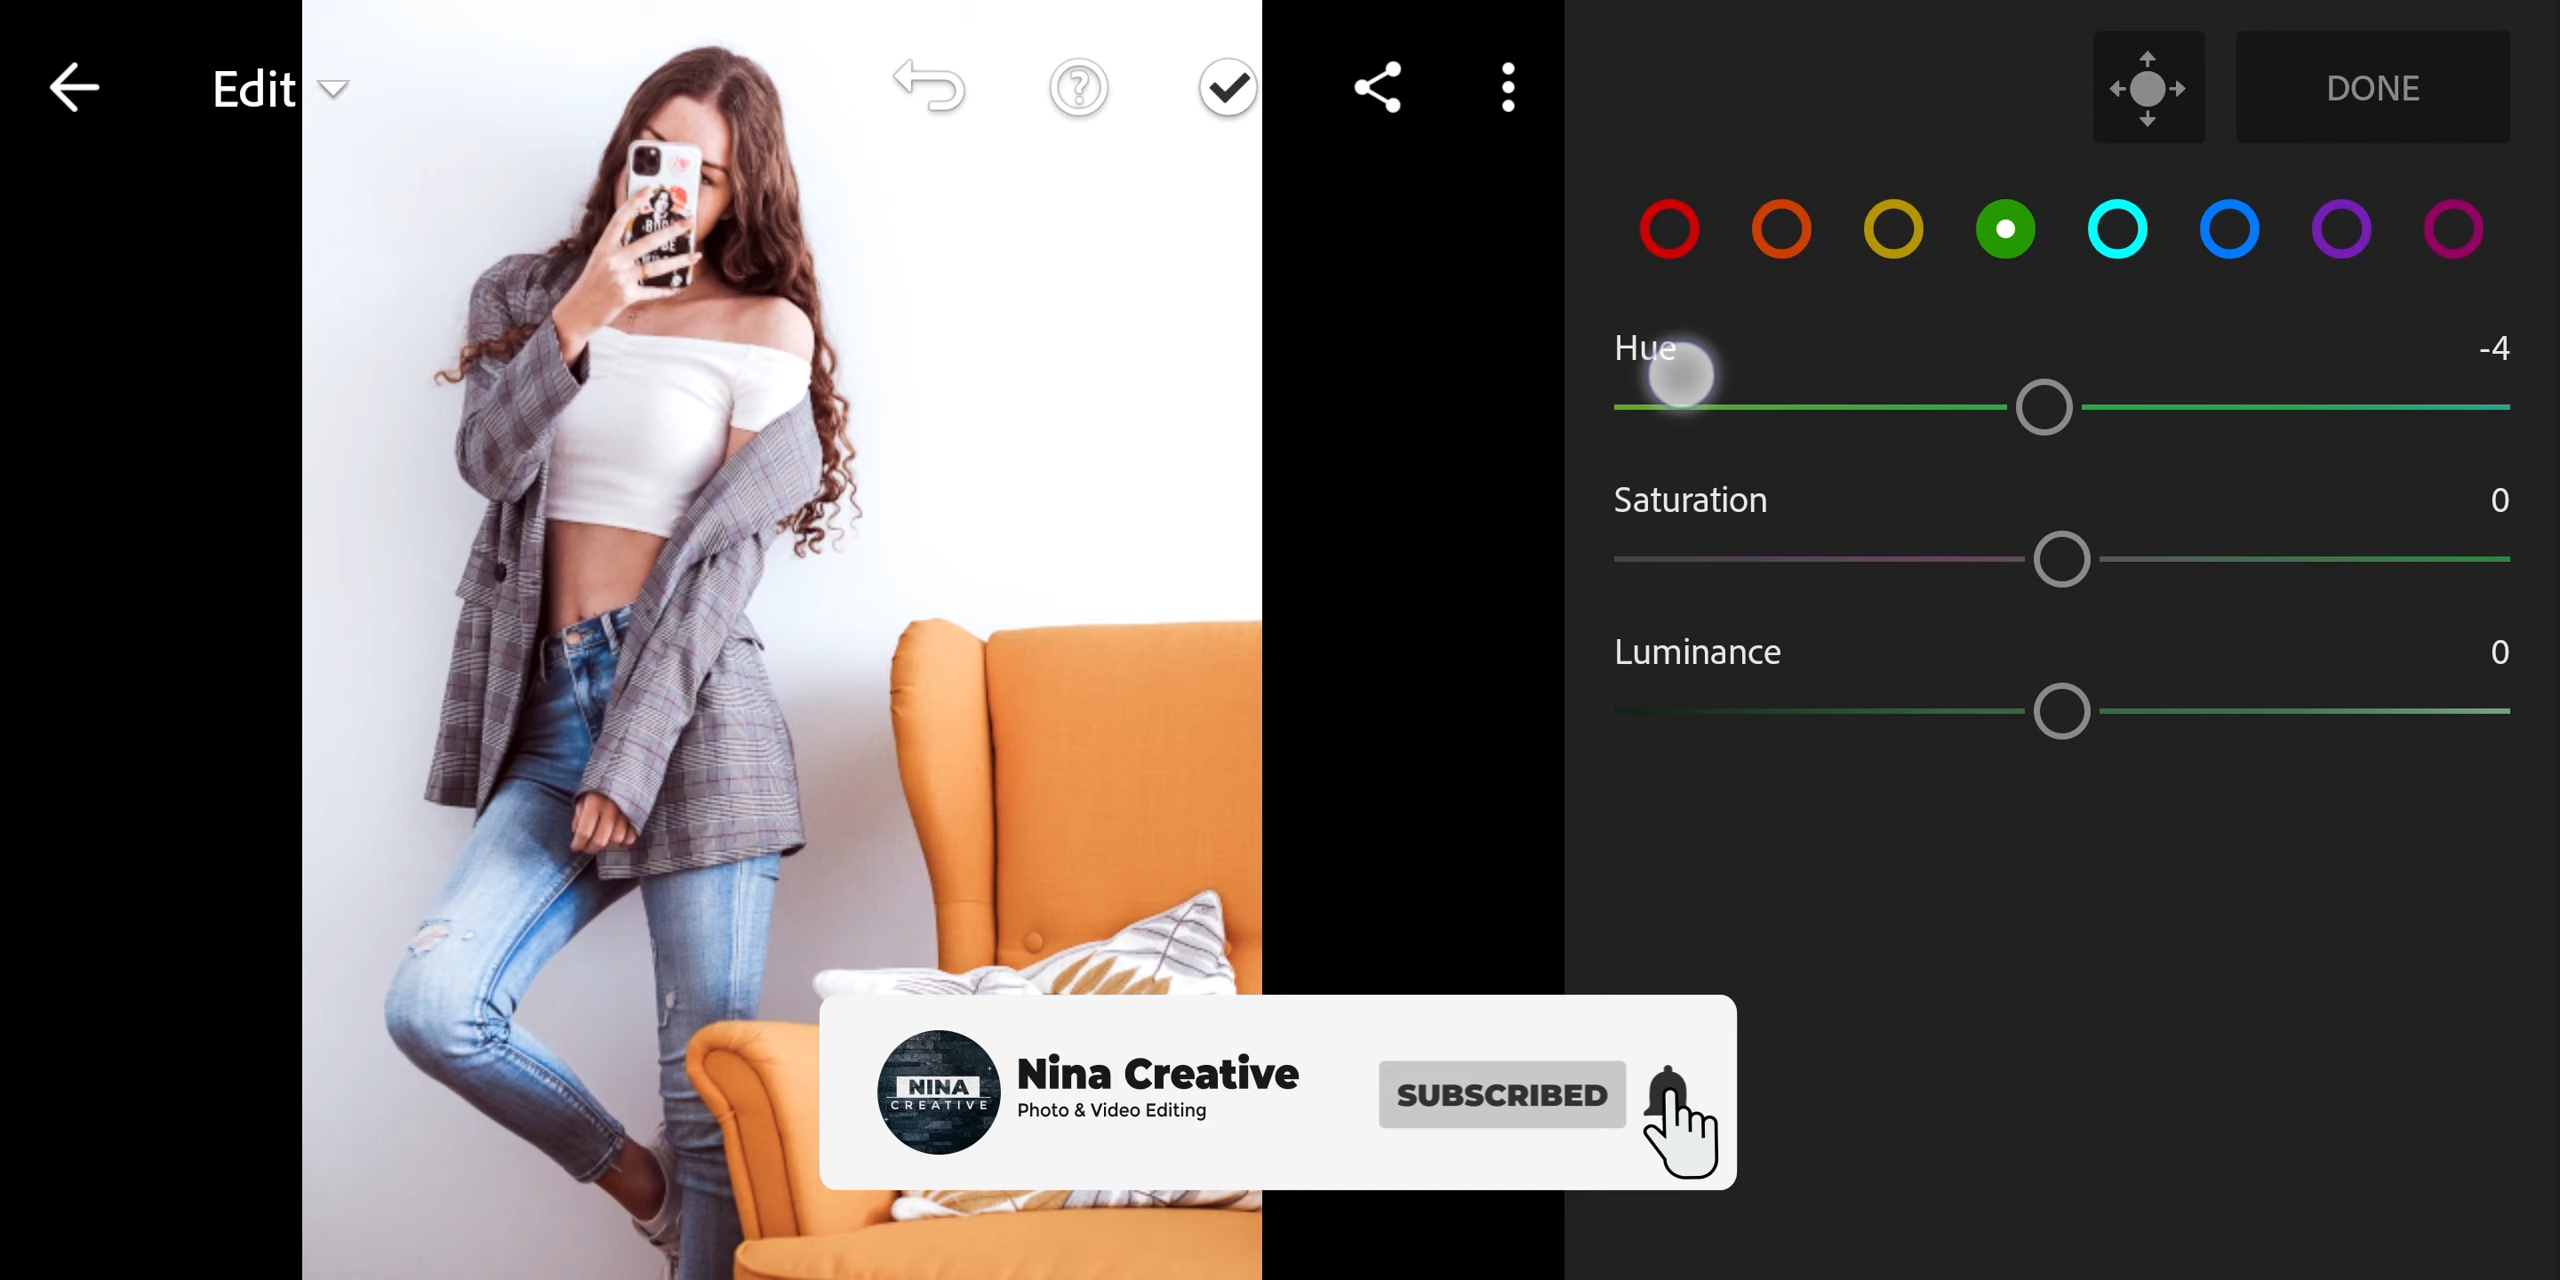 Edit
DONE
Hue -4
Saturation 0
Luminance 0
Nina Creative
Photo & Video Editing
NINA
CREATIVE
SUBSCRIBED